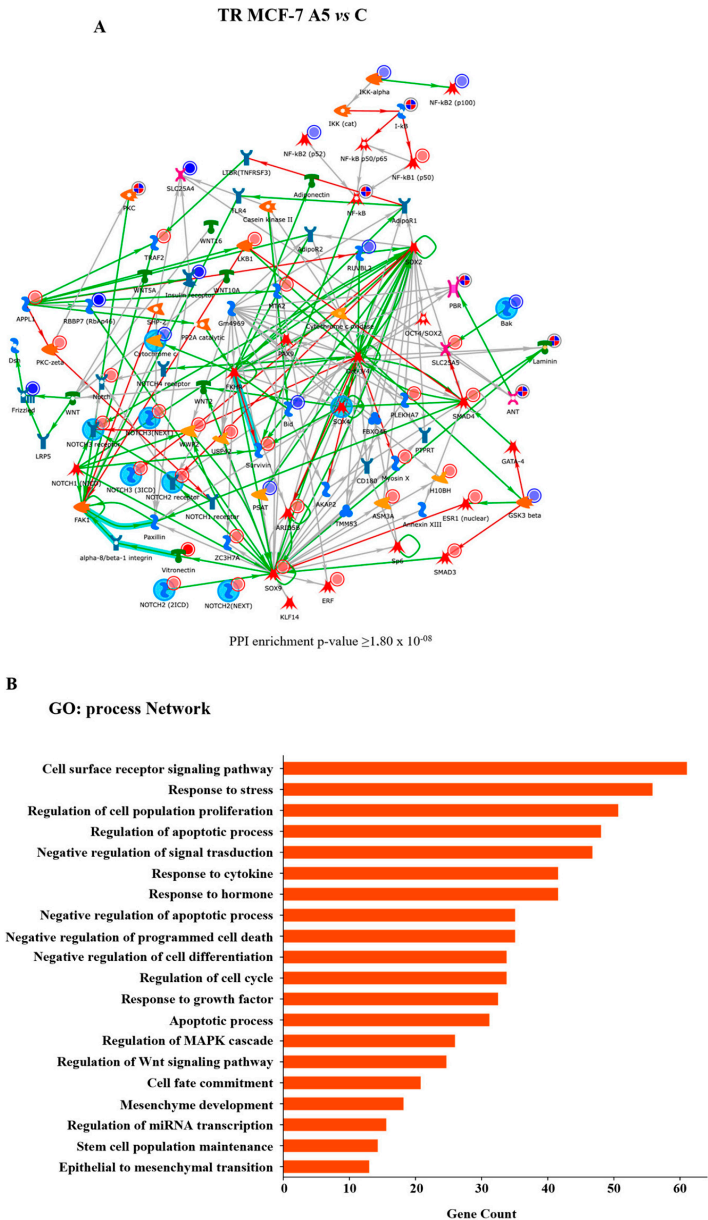 TR MCF-7 A5 vs C
A
IKK-alpha
NF-kB2 (p100)
IKK (cat)
I-kB
NF-kB2 (p52)
NF-kB p50/p65
NF-kB1 (p50)
LTBR(TNFRSF3)
SLC25A4
Adiponectin
PKC
TLR4
NF-kB
Casein kinase II
AdipoR1
WNT16
AdipoR2
TRAF2
LKB1
RUVBL2
SOX2
WNT5A
Insulin receptor
WNT10A
MTA2
PBR
APPL1
RBBP7 (RbAp46)
SHP-2
Gm4969
Cytochrome c oxidase
OCT4/SOX2
Bak
PP2A catalytic
PKC-zeta
Cytochrome c
PAX9
SLC25A5
Laminin
Dsh
NOTCH4 receptor
FKHR
Notch
Frizzled
WNT
WNT2
Bid
SOX4
PLEKHA7
SMAD4
ANT
FBXO46
NOTCH3 receptor
NOTCH3(NEXT)
WWP2
USP42
PTPRT
LRP5
Survivin
GATA-4
NOTCH1 (NICD)
NOTCH3 (3ICD)
NOTCH2 receptor
CD180
Myosin X
H10BH
FAK1
Paxillin
NOTCH1 receptor
PSAT
AKAP2
TMM53
Annexin XIII
ESR1 (nuclear)
GSK3 beta
ARID5B
alpha-8/beta-1 integrin
ZC3H7A
Vitronectin
SOX9
Sp6
SMAD3
NOTCH2 (2ICD)
NOTCH2(NEXT)
ERF
KLF14
PPI enrichment p-value ≥1.80 x 10-08
B
GO: process Network
Cell surface receptor signaling pathway
Response to stress
Regulation of cell population proliferation
Regulation of apoptotic process
Negative regulation of signal trasduction
Response to cytokine
Response to hormone
Negative regulation of apoptotic process
Negative regulation of programmed cell death
Negative regulation of cell differentiation
Regulation of cell cycle
Response to growth factor
Apoptotic process
Regulation of MAPK cascade
Regulation of Wnt signaling pathway
Cell fate commitment
Mesenchyme development
Regulation of miRNA transcription
Stem cell population maintenance
Epithelial to mesenchymal transition
0 10 20 30 40 50 60
Gene Count